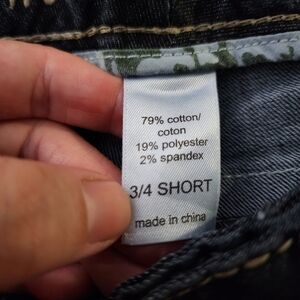 79% cotton/
coton
19% polyester
2% spandex
3/4 SHORT
made in china